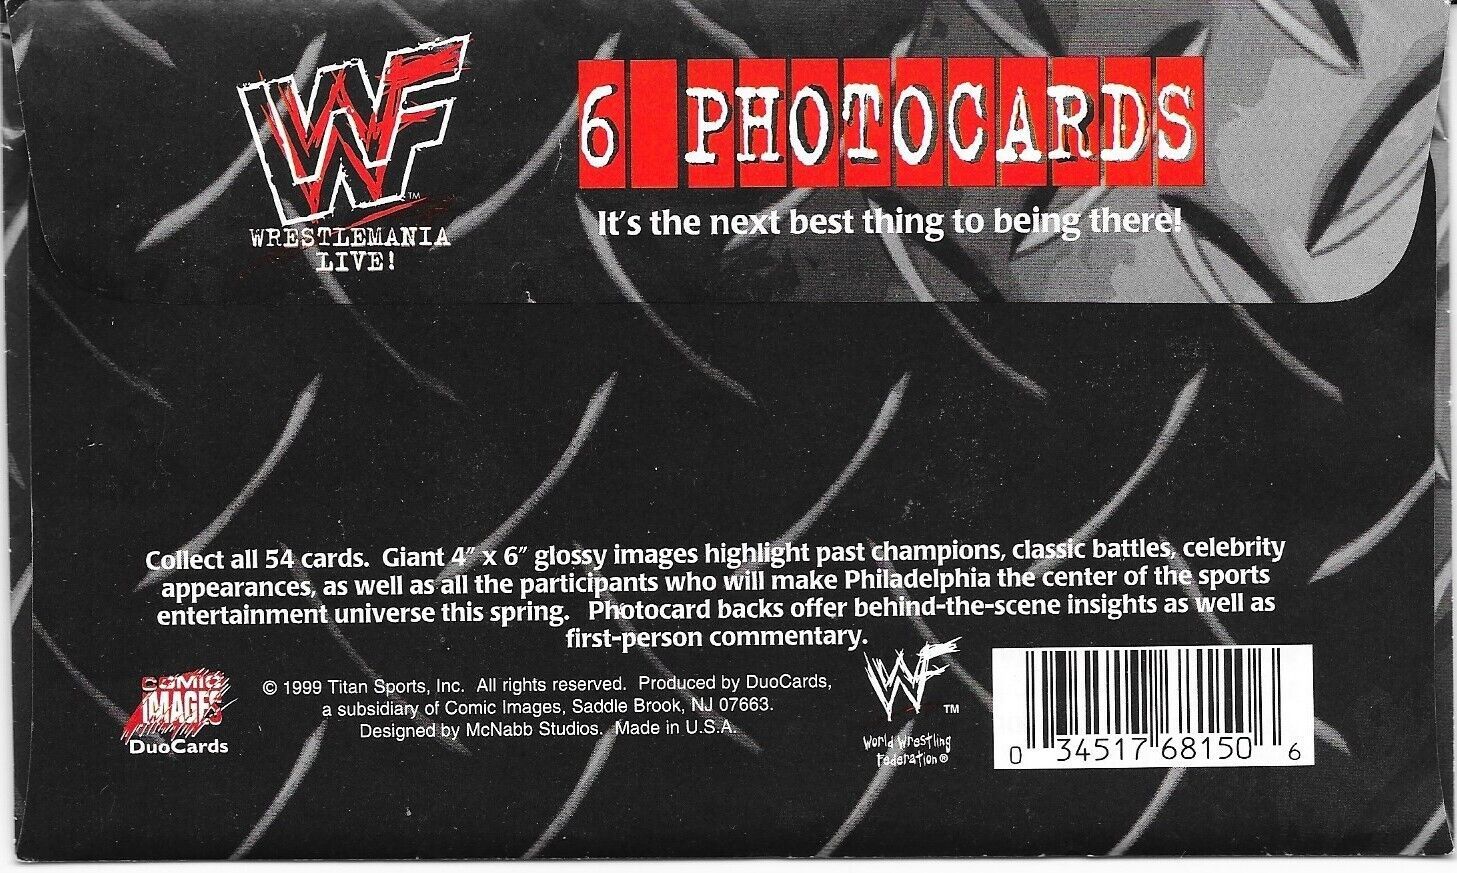 WF
TM
WRESTLEMANIA
LIVE!
6 PHOTOCARDS
It's the next best thing to being there!
Collect all 54 cards. Giant 4" x 6" glossy images highlight past champions, classic battles, celebrity
appearances, as well as all the participants who will make Philadelphia the center of the sports
entertainment universe this spring. Photocard backs offer behind-the-scene insights as well as
first-person commentary.
COMIC
IMAGES
DuoCards
© 1999 Titan Sports, Inc. All rights reserved. Produced by DuoCards,
a subsidiary of Comic Images, Saddle Brook, NJ 07663.
Designed by McNabb Studios. Made in U.S.A.
WF
TM
World Wrestling
Federation®
0 34517 68150 6